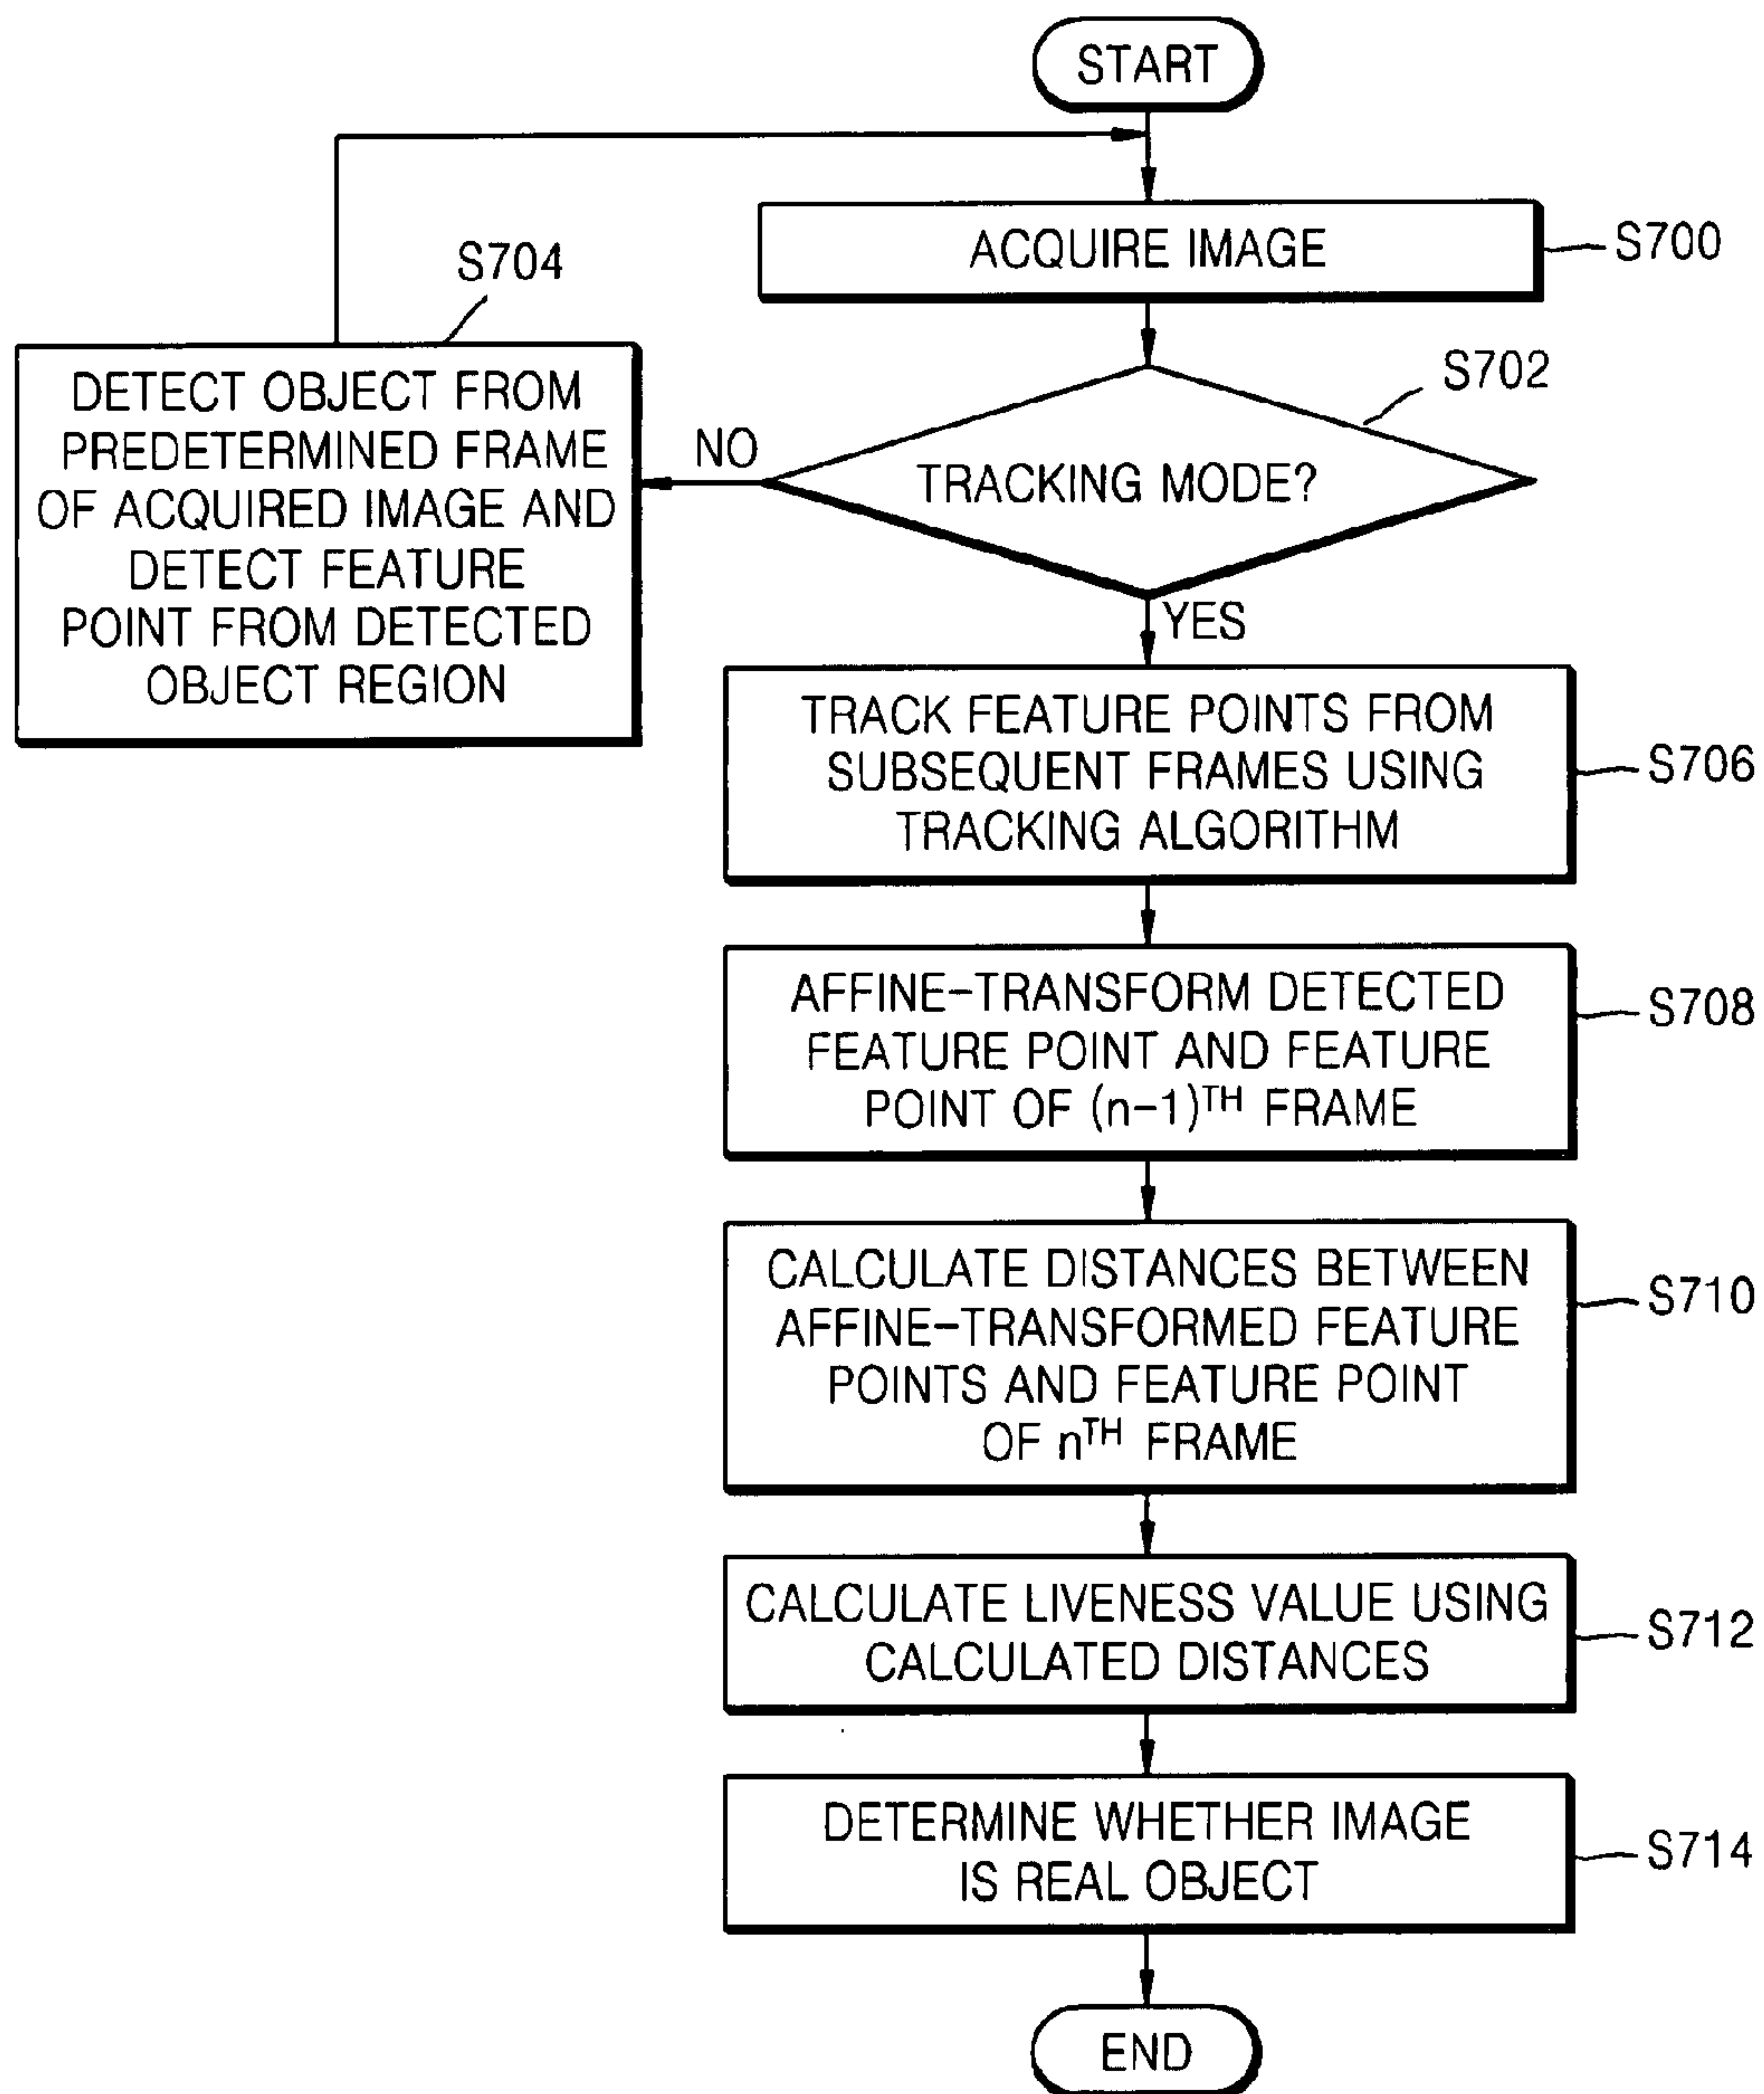 START
ACQUIRE IMAGE
S700
S704
DETECT OBJECT FROM
PREDETERMINED FRAME
OF ACQUIRED IMAGE AND
DETECT FEATURE
POINT FROM DETECTED
OBJECT REGION
S702
NO
TRACKING MODE?
YES
TRACK FEATURE POINTS FROM
SUBSEQUENT FRAMES USING
TRACKING ALGORITHM
S706
AFFINE-TRANSFORM DETECTED
FEATURE POINT AND FEATURE
POINT OF (n-1)TH FRAME
S708
CALCULATE DISTANCES BETWEEN
AFFINE-TRANSFORMED FEATURE
POINTS AND FEATURE POINT
OF nTH FRAME
S710
CALCULATE LIVENESS VALUE USING
CALCULATED DISTANCES
S712
DETERMINE WHETHER IMAGE
IS REAL OBJECT
S714
END